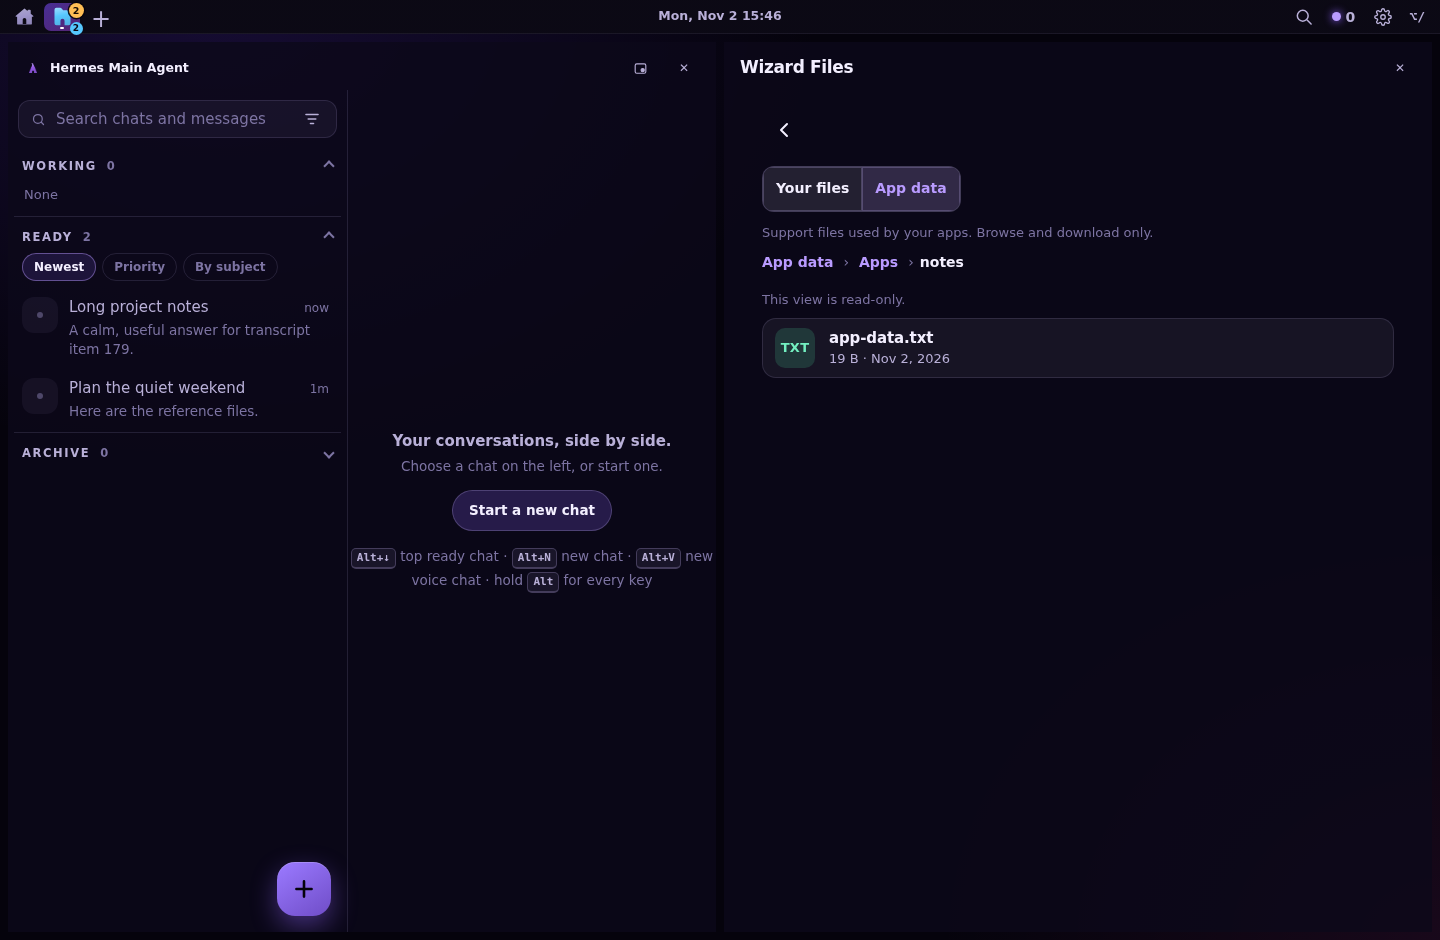 2
2
Mon, Nov 2 15:46
0
⌥/
Hermes Main Agent
Search chats and messages
WORKING 0
None
READY 2
Newest Priority By subject
Long project notes now
A calm, useful answer for transcript
item 179.
Plan the quiet weekend 1m
Here are the reference files.
ARCHIVE 0
Your conversations, side by side.
Choose a chat on the left, or start one.
Start a new chat
Alt+↓ top ready chat · Alt+N new chat · Alt+V new
voice chat · hold Alt for every key
Wizard Files
Your files App data
Support files used by your apps. Browse and download only.
App data › Apps › notes
This view is read-only.
TXT
app-data.txt
19 B · Nov 2, 2026